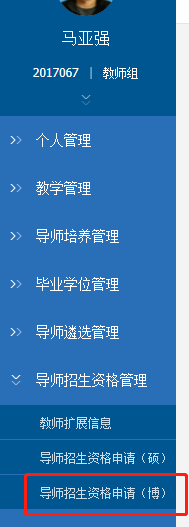 马亚强
2017067 | 教师组
个人管理
教学管理
导师培养管理
毕业学位管理
导师遴选管理
导师招生资格管理
教师扩展信息
导师招生资格申请（硕）
导师招生资格申请（博）